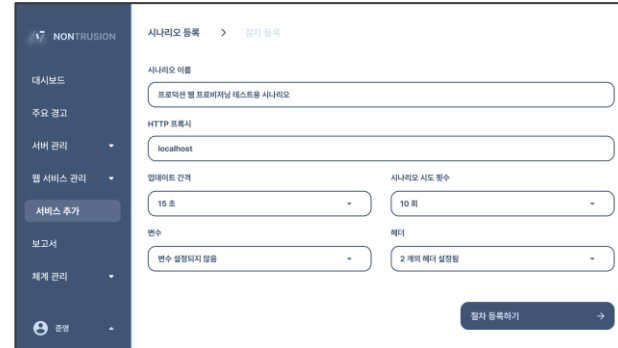 NONTRUSION
대시보드
주요 경고
서버 관리
웹 서비스 관리
서비스 추가
보고서
체계 관리
준영
시나리오 등록 > 절차 등록
시나리오 이름
프로덕션 웹 프로비저닝 테스트용 시나리오
HTTP 프록시
localhost
업데이트 간격
시나리오 시도 횟수
15 초
10 회
변수
헤더
변수 설정되지 않음
2 개의 헤더 설정됨
절차 등록하기 →